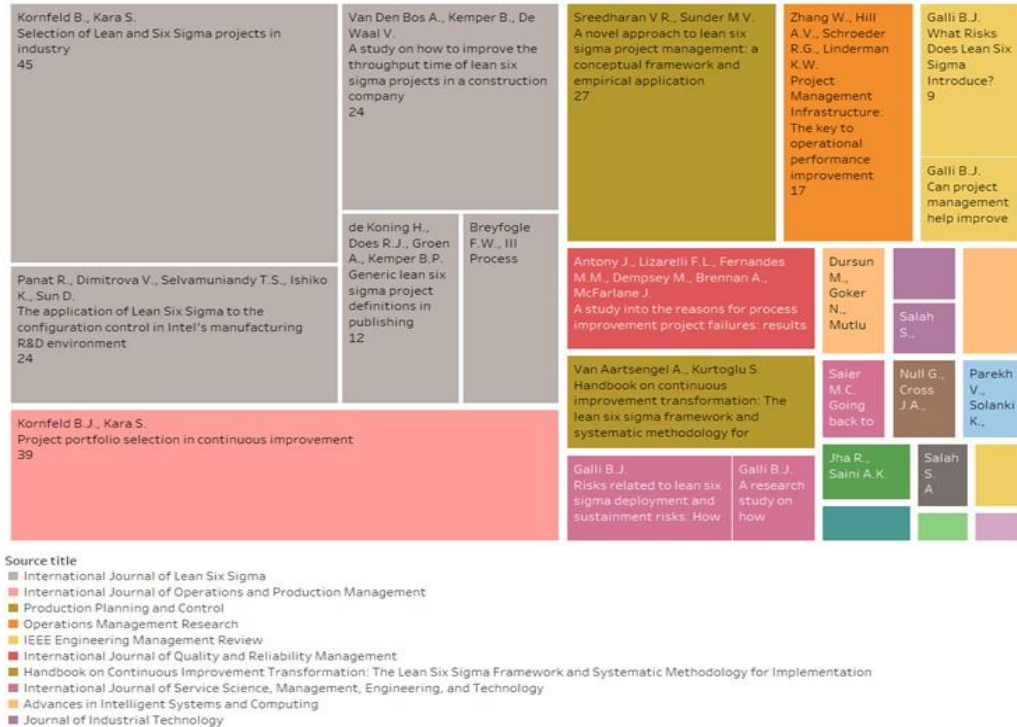 Kornfeld B., Kara S.
Selection of Lean and Six Sigma projects in
industry
45
Van Den Bos A., Kemper B., De
Waal V.
A study on how to improve the
throughput time of lean six
sigma projects in a construction
company
24
Sreedharan V R., Sunder M V.
A novel approach to lean six
sigma project management: a
conceptual framework and
empirical application
27
Zhang W., Hill
A.V., Schroeder
R.G., Linderman
K.W.
Project
Management
Infrastructure:
The key to
operational
performance
improvement
17
Galli B.J.
What Risks
Does Lean Six
Sigma
Introduce?
9
Galli B.J.
Can project
management
help improve
de Koning H.,
Does R.J., Groen
A., Kemper B.P.
Generic lean six
sigma project
definitions in
publishing
12
Breyfogle
F.W., III
Process
Panat R., Dimitrova V., Selvamuniandy T.S., Ishiko
K., Sun D.
The application of Lean Six Sigma to the
configuration control in Intel's manufacturing
R&D environment
24
Antony J., Lizarelli F.L., Fernandes
M.M., Dempsey M., Brennan A.,
McFarlane J.
A study into the reasons for process
improvement project failures: results
Dursun
M.,
Goker
N.,
Mutlu
Salah
S.,
Van Aartsengel A., Kurtoglu S.
Handbook on continuous
improvement transformation: The
lean six sigma framework and
systematic methodology for
Saier
M.C.
Going
back to
Null G.,
Cross
J.A.,
Parekh
V.,
Solanki
K.,
Kornfeld B.J., Kara S.
Project portfolio selection in continuous improvement
39
Galli B.J.
Risks related to lean six
sigma deployment and
sustainment risks: How
Galli B.J.
A research
study on
how
Jha R.,
Saini A.K.
Salah
S.
A
Source title
International Journal of Lean Six Sigma
International Journal of Operations and Production Management
Production Planning and Control
Operations Management Research
IEEE Engineering Management Review
International Journal of Quality and Reliability Management
Handbook on Continuous Improvement Transformation: The Lean Six Sigma Framework and Systematic Methodology for Implementation
International Journal of Service Science, Management, Engineering, and Technology
Advances in Intelligent Systems and Computing
Journal of Industrial Technology